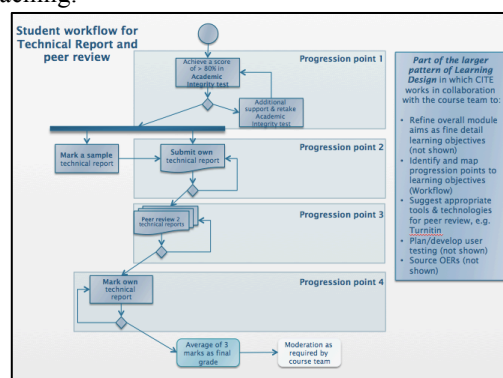 aching.
Student workflow for
Technical Report and
peer review
Progression point 1
Achieve a score
of > 80% in
Academic
Integrity test
Additional
support & retake
Academic
Integrity test
Progression point 2
Mark a sample
technical report
Submit own
technical report
Progression point 3
Peer review 2
technical reports
Progression point 4
Mark own
technical
report
Average of 3
marks as final
grade
Moderation as
required by
course team
Part of the larger
pattern of Learning
Design in which CITE
works in collaboration
with the course team to:
• Refine overall module
aims as fine detail
learning objectives
(not shown)
• Identify and map
progression points to
learning objectives
(Workflow)
• Suggest appropriate
tools & technologies
for peer review, e.g.
Turnitin
• Plan/develop user
testing (not shown)
• Source OERs (not
shown)